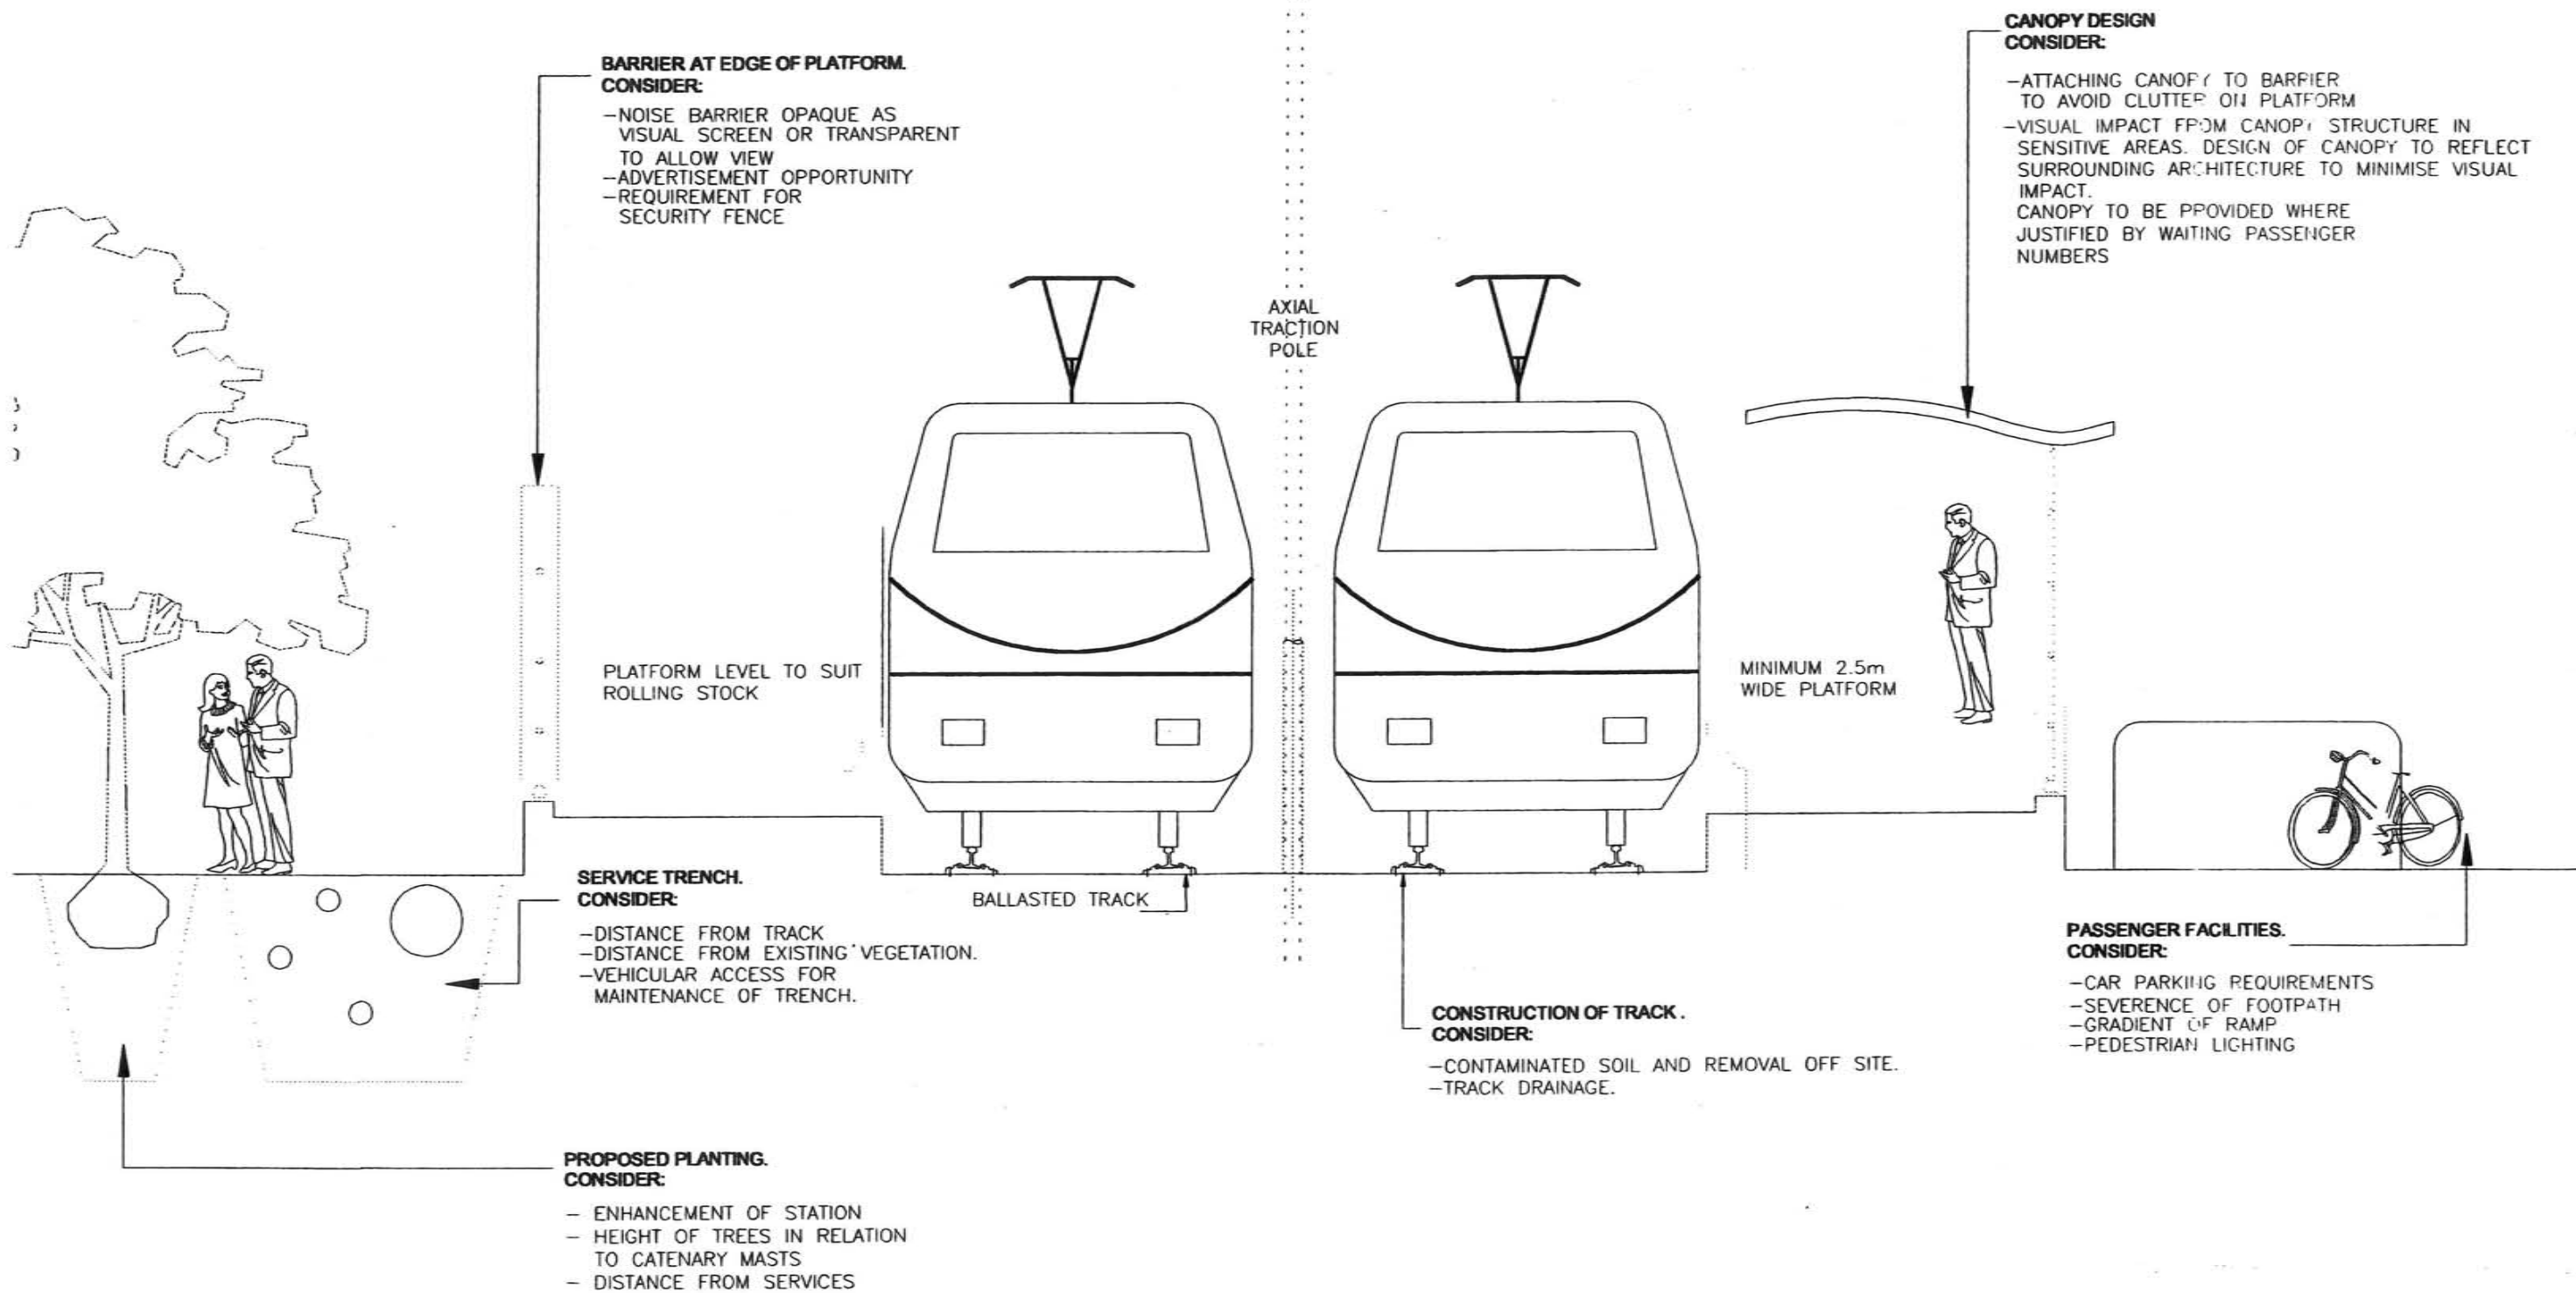 BARRIER AT EDGE OF PLATFORM.
CONSIDER:
-NOISE BARRIER OPAQUE AS
VISUAL SCREEN OR TRANSPARENT
TO ALLOW VIEW
-ADVERTISEMENT OPPORTUNITY
-REQUIREMENT FOR
SECURITY FENCE
AXIAL
TRACTION
POLE
CANOPY DESIGN
CONSIDER:
-ATTACHING CANOPY TO BARRIER
TO AVOID CLUTTER ON PLATFORM
-VISUAL IMPACT FROM CANOPY STRUCTURE IN
SENSITIVE AREAS. DESIGN OF CANOPY TO REFLECT
SURROUNDING ARCHITECTURE TO MINIMISE VISUAL
IMPACT.
CANOPY TO BE PROVIDED WHERE
JUSTIFIED BY WAITING PASSENGER
NUMBERS
PLATFORM LEVEL TO SUIT
ROLLING STOCK
MINIMUM 2.5m
WIDE PLATFORM
SERVICE TRENCH.
CONSIDER:
-DISTANCE FROM TRACK
-DISTANCE FROM EXISTING VEGETATION.
-VEHICULAR ACCESS FOR
MAINTENANCE OF TRENCH.
BALLASTED TRACK
CONSTRUCTION OF TRACK.
CONSIDER:
-CONTAMINATED SOIL AND REMOVAL OFF SITE.
-TRACK DRAINAGE.
PASSENGER FACILITIES.
CONSIDER:
-CAR PARKING REQUIREMENTS
-SEVERENCE OF FOOTPATH
-GRADIENT OF RAMP
-PEDESTRIAN LIGHTING
PROPOSED PLANTING.
CONSIDER:
- ENHANCEMENT OF STATION
- HEIGHT OF TREES IN RELATION
TO CATENARY MASTS
- DISTANCE FROM SERVICES